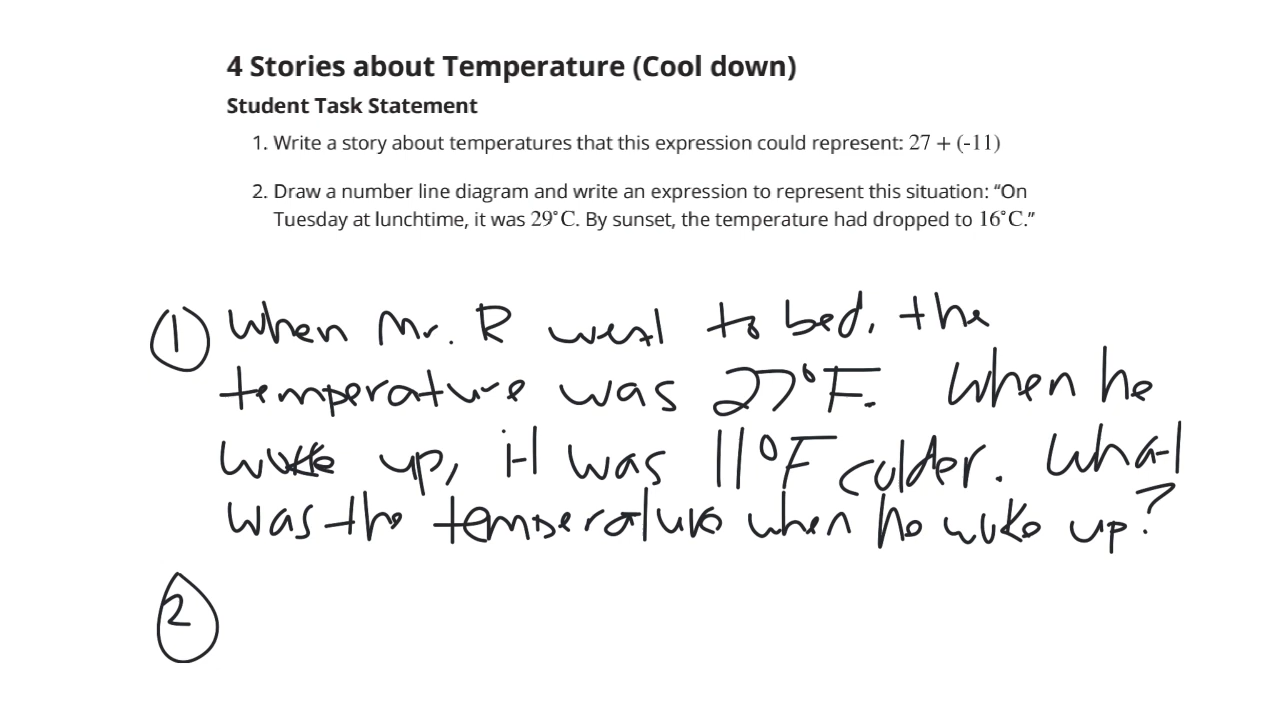 4 Stories about Temperature (Cool down)
Student Task Statement
1. Write a story about temperatures that this expression could represent: 27 + (-11)
2. Draw a number line diagram and write an expression to represent this situation: “On
Tuesday at lunchtime, it was 29°C. By sunset, the temperature had dropped to 16°C.”
① When Mr. R went to bed, the
temperature was 27°F. When he
woke up, it was 11°F colder. What
was the temperature when he woke up?
②